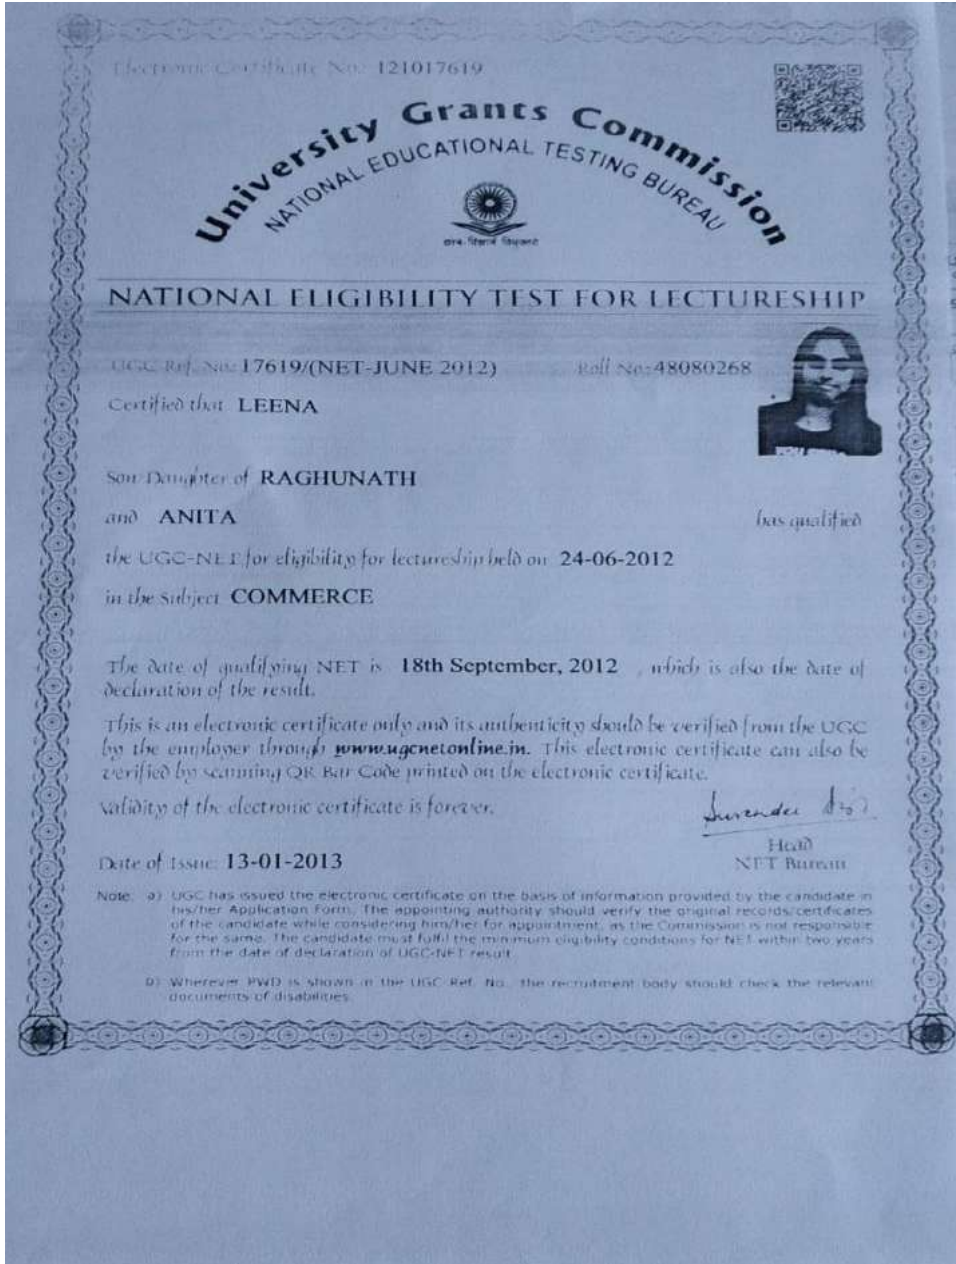 Electronic Certificate No: 121017619
University Grants Commission
NATIONAL EDUCATIONAL TESTING BUREAU
ज्ञान-विज्ञानं विमुक्तये
NATIONAL ELIGIBILITY TEST FOR LECTURESHIP
UGC Ref. No.: 17619/(NET-JUNE 2012) Roll No: 48080268
Certified that LEENA
Son/Daughter of RAGHUNATH
and ANITA has qualified
the UGC-NET for eligibility for lectureship held on 24-06-2012
in the Subject COMMERCE
The date of qualifying NET is 18th September, 2012 , which is also the date of
declaration of the result.
This is an electronic certificate only and its authenticity should be verified from the UGC
by the employer through www.ugcnetonline.in. This electronic certificate can also be
verified by scanning QR Bar Code printed on the electronic certificate.
Validity of the electronic certificate is forever.
Surender
Head
Date of Issue: 13-01-2013 NET Bureau
Note: a) UGC has issued the electronic certificate on the basis of information provided by the candidate in
his/her Application Form. The appointing authority should verify the original records/certificates
of the candidate while considering him/her for appointment, as the Commission is not responsible
for the same. The candidate must fulfil the minimum eligibility conditions for NET within two years
from the date of declaration of UGC-NET result.
b) Wherever PWD is shown in the UGC Ref. No., the recruitment body should check the relevant
documents of disabilities.